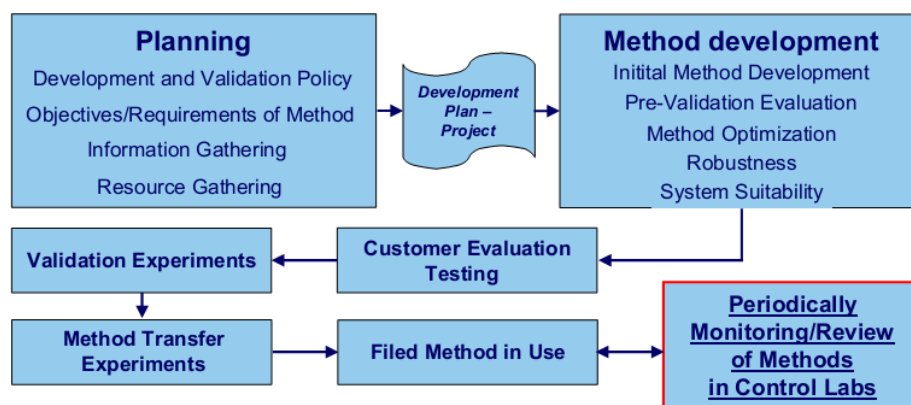 Planning
Development and Validation Policy
Objectives/Requirements of Method
Information Gathering
Resource Gathering
Development
Plan –
Project
Method development
Initital Method Development
Pre-Validation Evaluation
Method Optimization
Robustness
System Suitability
Customer Evaluation
Testing
Validation Experiments
Method Transfer
Experiments
Filed Method in Use
Periodically
Monitoring/Review
of Methods
in Control Labs